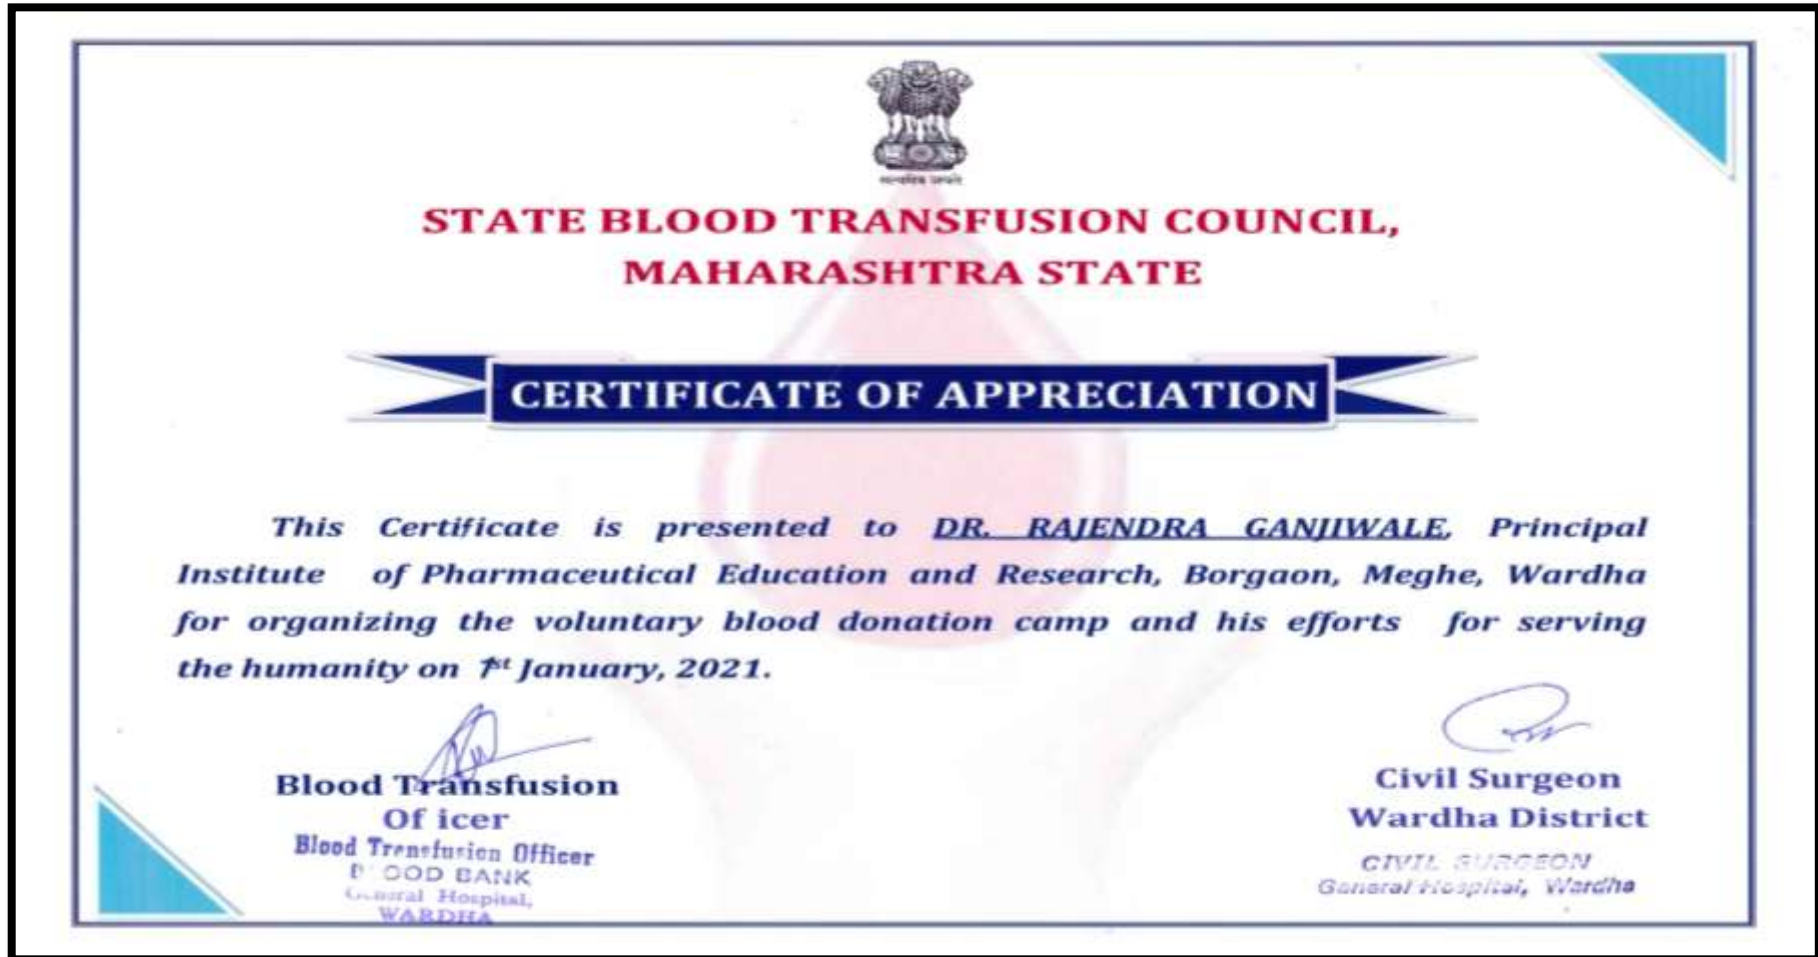 STATE BLOOD TRANSFUSION COUNCIL,
MAHARASHTRA STATE
CERTIFICATE OF APPRECIATION
This Certificate is presented to DR. RAJENDRA GANJIWALE, Principal
Institute of Pharmaceutical Education and Research, Borgaon, Meghe, Wardha
for organizing the voluntary blood donation camp and his efforts for serving
the humanity on 1st January, 2021.
Blood Transfusion
Of icer
Blood Transfusion Officer
B OOD BANK
General Hospital,
WARDHA
Civil Surgeon
Wardha District
CIVIL SURGEON
General Hospital, Wardha